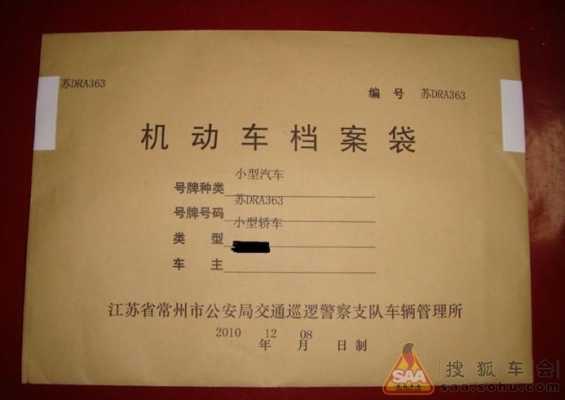 苏DRA363
编 号 苏DRA363
机动车档案袋
号牌种类 小型汽车
号牌号码 苏DRA363
类 型 小型轿车
车 主
江苏省常州市公安局交通巡逻警察支队车辆管理所
2010 年 12 月 08 日 制
SAA
搜狐车会
saa.sohu.com